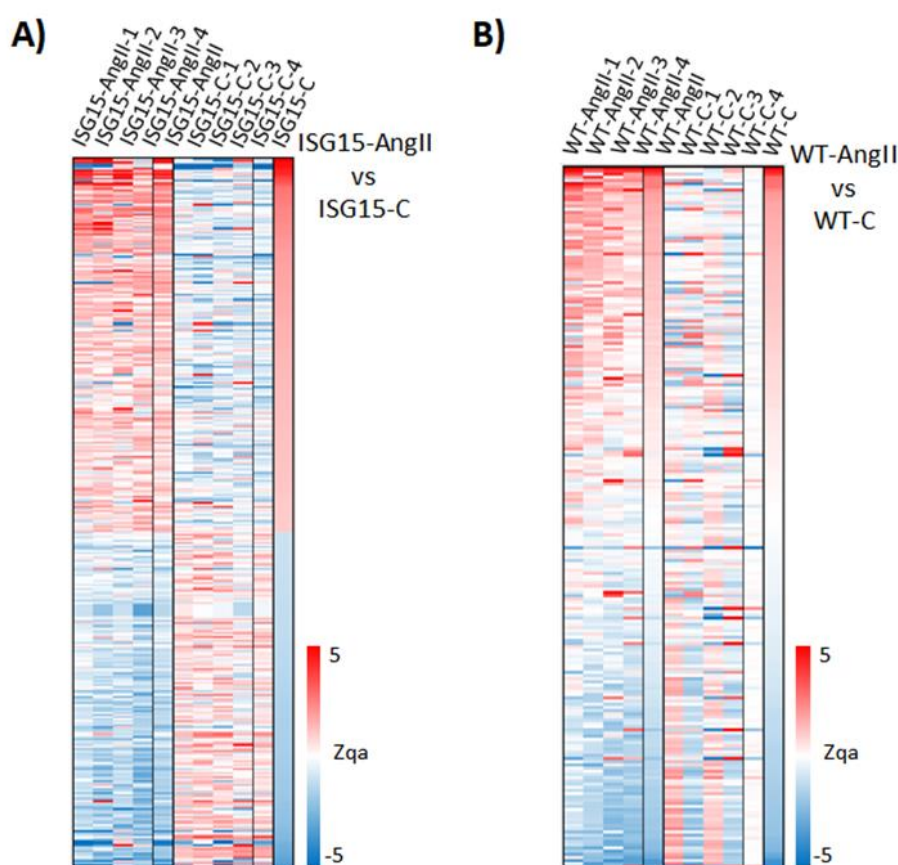 A)
ISG15-AngII-1
ISG15-AngII-2
ISG15-AngII-3
ISG15-AngII-4
ISG15-AngII
ISG15-C-1
ISG15-C-2
ISG15-C-3
ISG15-C-4
ISG15-C
ISG15-AngII
vs
ISG15-C
5
Zqa
-5
B)
WT-AngII-1
WT-AngII-2
WT-AngII-3
WT-AngII-4
WT-AngII
WT-C-1
WT-C-2
WT-C-3
WT-C-4
WT-C
WT-AngII
vs
WT-C
5
Zqa
-5